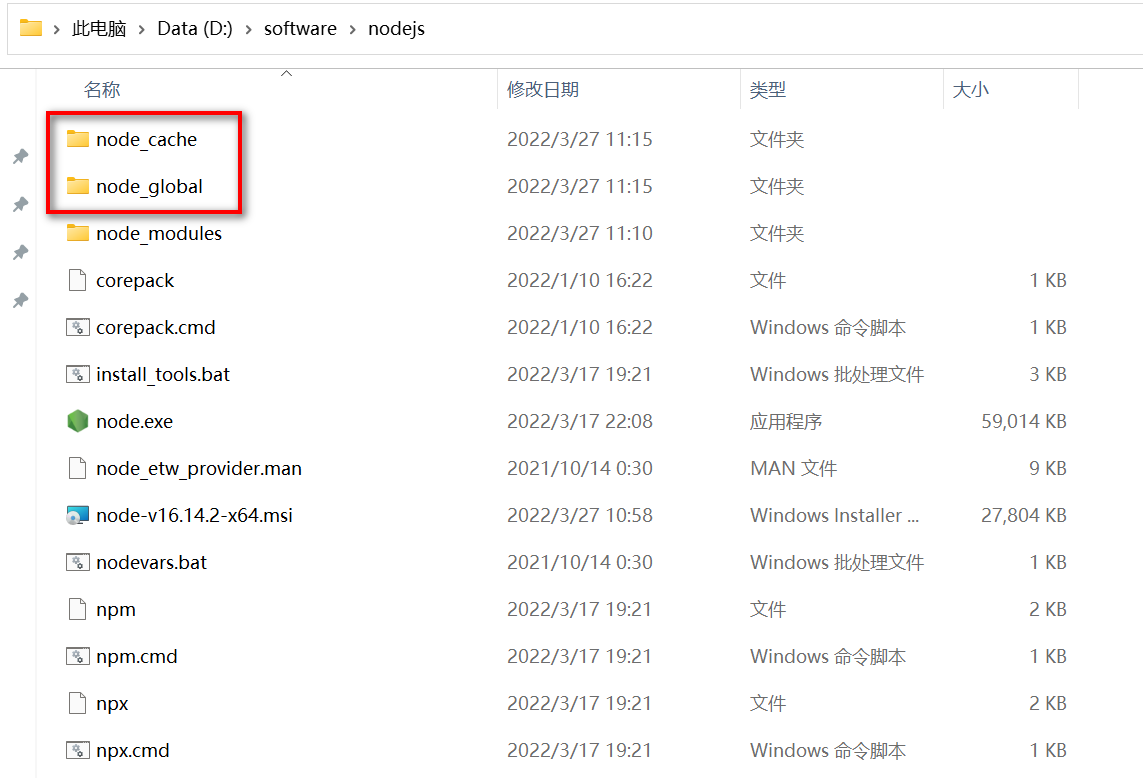 此电脑 Data (D:) software nodejs
名称 修改日期 类型 大小
node_cache 2022/3/27 11:15 文件夹
node_global 2022/3/27 11:15 文件夹
node_modules 2022/3/27 11:10 文件夹
corepack 2022/1/10 16:22 文件 1 KB
corepack.cmd 2022/1/10 16:22 Windows 命令脚本 1 KB
install_tools.bat 2022/3/17 19:21 Windows 批处理文件 3 KB
node.exe 2022/3/17 22:08 应用程序 59,014 KB
node_etw_provider.man 2021/10/14 0:30 MAN 文件 9 KB
node-v16.14.2-x64.msi 2022/3/27 10:58 Windows Installer ... 27,804 KB
nodevars.bat 2021/10/14 0:30 Windows 批处理文件 1 KB
npm 2022/3/17 19:21 文件 2 KB
npm.cmd 2022/3/17 19:21 Windows 命令脚本 1 KB
npx 2022/3/17 19:21 文件 2 KB
npx.cmd 2022/3/17 19:21 Windows 命令脚本 1 KB